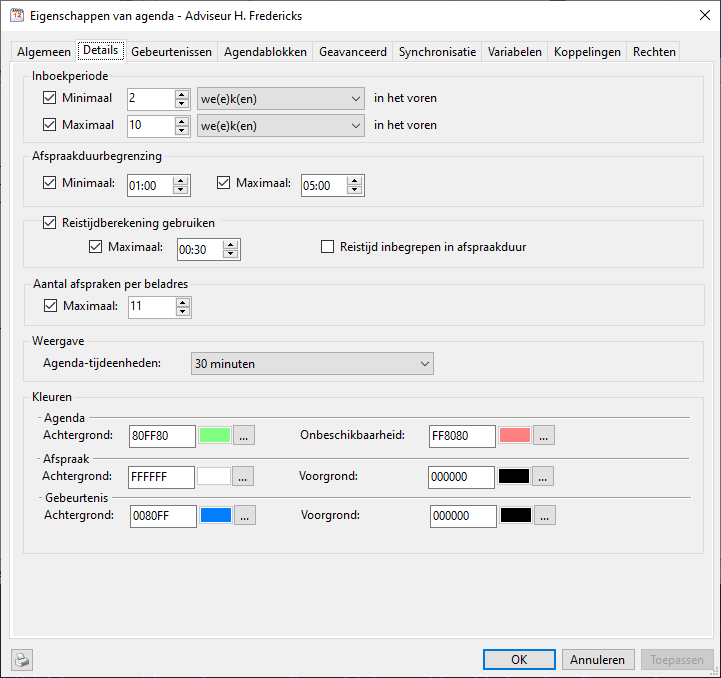 Eigenschappen van agenda - Adviseur H. Fredericks
Algemeen Details Gebeurtenissen Agendablokken Geavanceerd Synchronisatie Variabelen Koppelingen Rechten
Inboekperiode
Minimaal 2 we(e)k(en) in het voren
Maximaal 10 we(e)k(en) in het voren
Afspraakduurbegrenzing
Minimaal: 01:00 Maximaal: 05:00
Reistijdberekening gebruiken
Maximaal: 00:30 Reistijd inbegrepen in afspraakduur
Aantal afspraken per beladres
Maximaal: 11
Weergave
Agenda-tijdeenheden: 30 minuten
Kleuren
Agenda
Achtergrond: 80FF80 ... Onbeschikbaarheid: FF8080 ...
Afspraak
Achtergrond: FFFFFF ... Voorgrond: 000000 ...
Gebeurtenis
Achtergrond: 0080FF ... Voorgrond: 000000 ...
OK Annuleren Toepassen